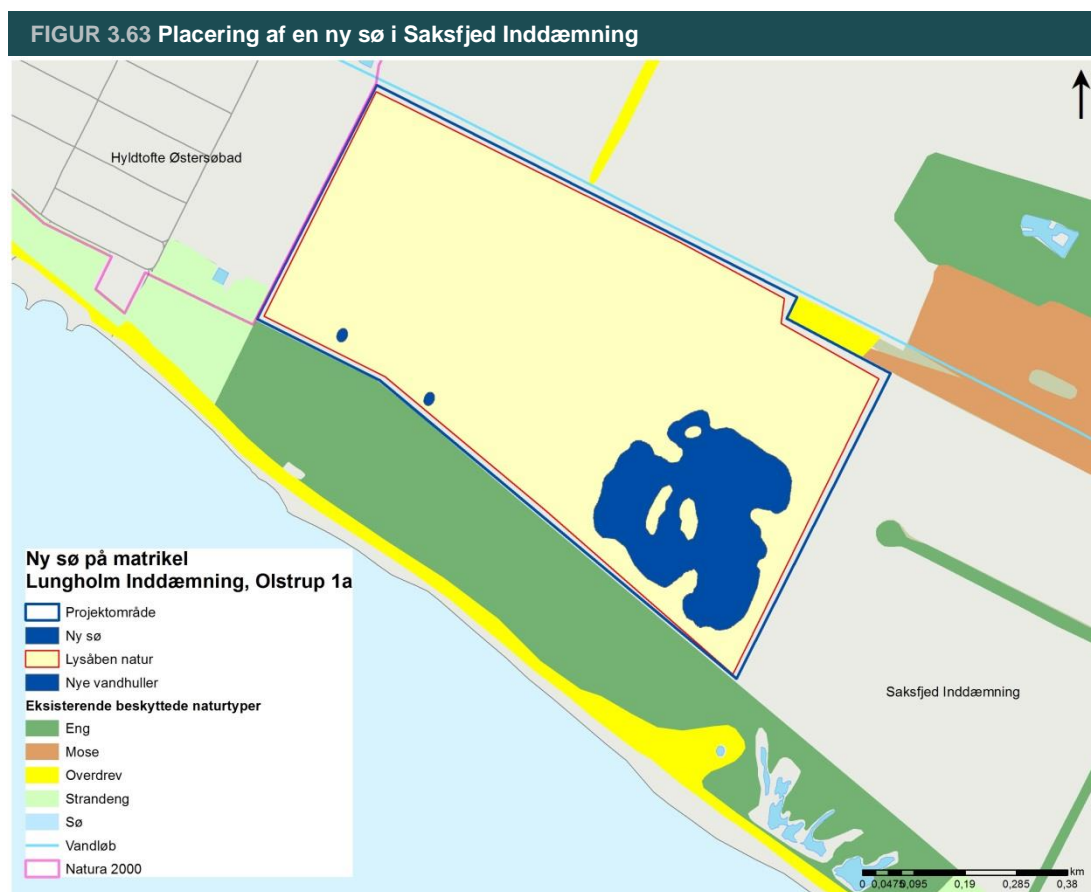 FIGUR 3.63 Placering af en ny sø i Saksfjed Inddæmning
Hyldtofte Østersøbad
Saksfjed Inddæmning
Ny sø på matrikel
Lungholm Inddæmning, Olstrup 1a
Projektområde
Ny sø
Lysåben natur
Nye vandhuller
Eksisterende beskyttede naturtyper
Eng
Mose
Overdrev
Strandeng
Sø
Vandløb
Natura 2000
km
0 0,0475 0,095 0,19 0,285 0,38